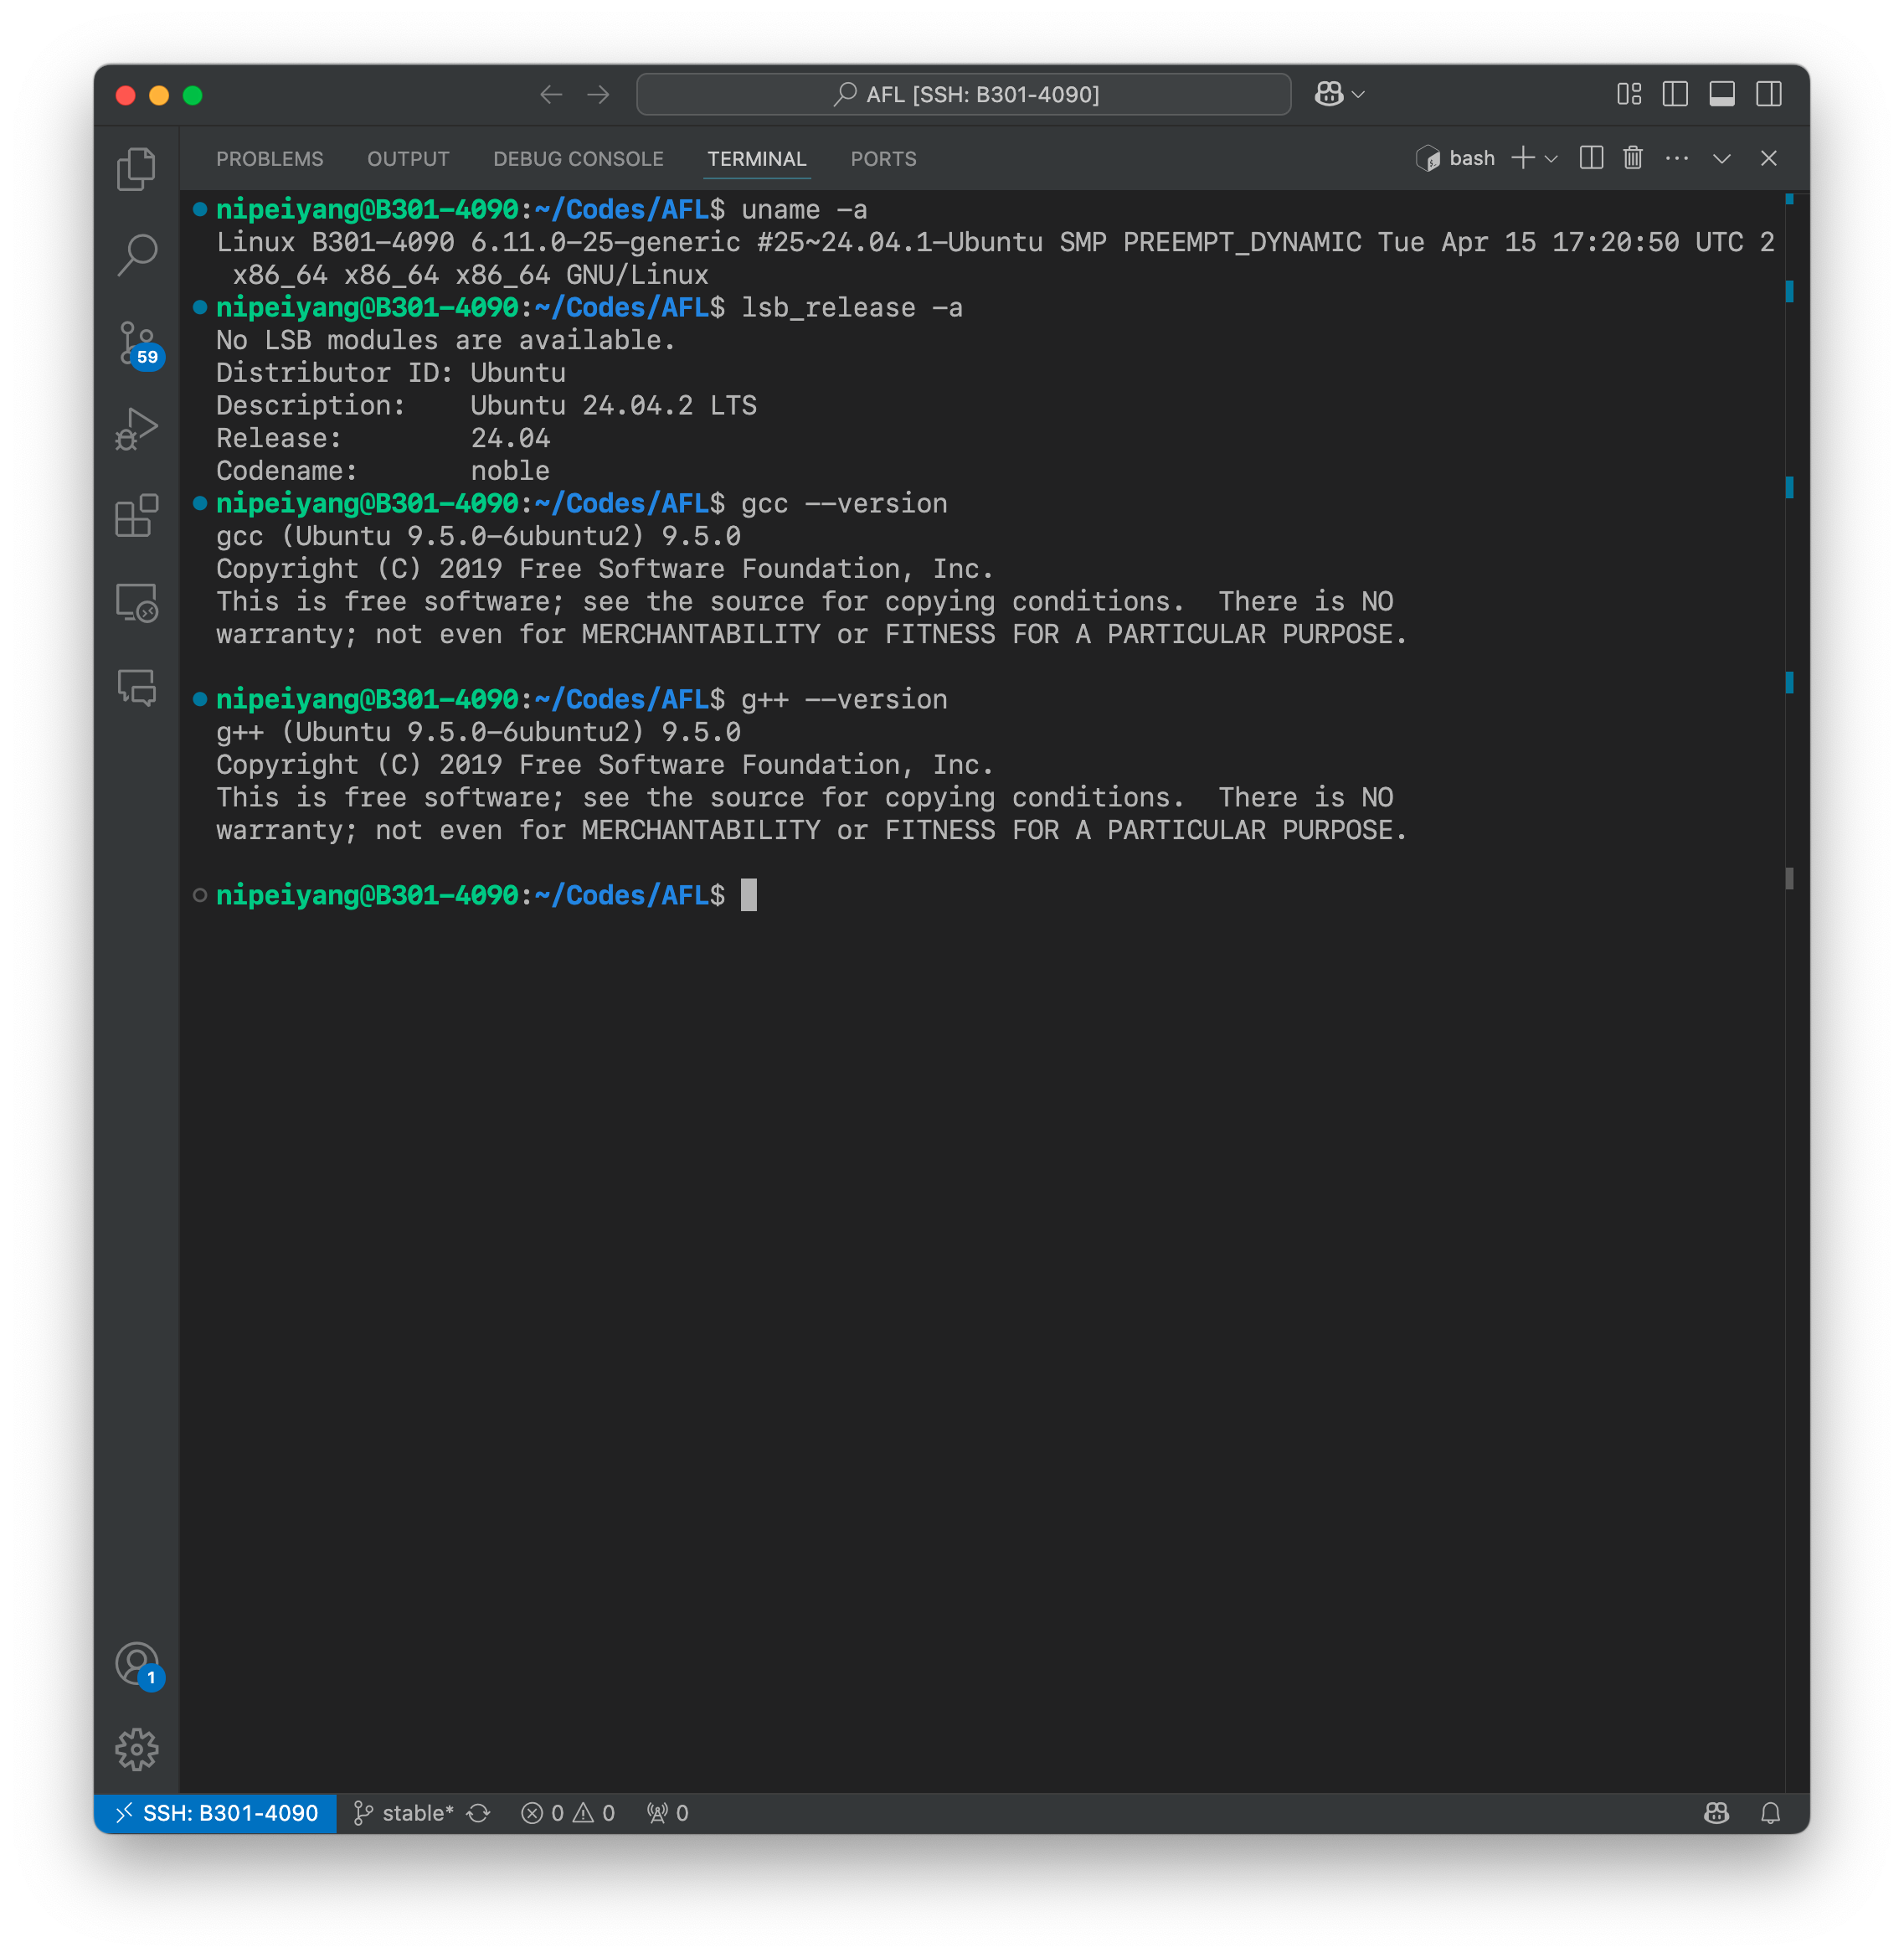 AFL [SSH: B301-4090]
PROBLEMS OUTPUT DEBUG CONSOLE TERMINAL PORTS bash
nipeiyang@B301-4090:~/Codes/AFL$ uname -a
Linux B301-4090 6.11.0-25-generic #25~24.04.1-Ubuntu SMP PREEMPT_DYNAMIC Tue Apr 15 17:20:50 UTC 2
x86_64 x86_64 x86_64 GNU/Linux
nipeiyang@B301-4090:~/Codes/AFL$ lsb_release -a
No LSB modules are available.
Distributor ID: Ubuntu
Description:    Ubuntu 24.04.2 LTS
Release:        24.04
Codename:       noble
nipeiyang@B301-4090:~/Codes/AFL$ gcc --version
gcc (Ubuntu 9.5.0-6ubuntu2) 9.5.0
Copyright (C) 2019 Free Software Foundation, Inc.
This is free software; see the source for copying conditions.  There is NO
warranty; not even for MERCHANTABILITY or FITNESS FOR A PARTICULAR PURPOSE.
nipeiyang@B301-4090:~/Codes/AFL$ g++ --version
g++ (Ubuntu 9.5.0-6ubuntu2) 9.5.0
Copyright (C) 2019 Free Software Foundation, Inc.
This is free software; see the source for copying conditions.  There is NO
warranty; not even for MERCHANTABILITY or FITNESS FOR A PARTICULAR PURPOSE.
nipeiyang@B301-4090:~/Codes/AFL$
59
1
SSH: B301-4090 stable* 0 0 0